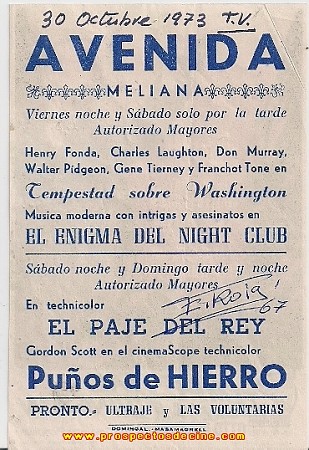 30 Octubre 1973 T.V.
AVENIDA
MELIANA
Viernes noche y Sábado solo por la tarde
Autorizado Mayores
Henry Fonda, Charles Laughton, Don Murray,
Walter Pidgeon, Gene Tierney y Franchot Tone en
Tempestad sobre Washington
Musica moderna con intrigas y asesinatos en
EL ENIGMA DEL NIGHT CLUB
Sábado noche y Domingo tarde y noche
Autorizado Mayores
En technicolor
EL PAJE DEL REY
67
Gordon Scott en el cinemaScope technicolor
Puños de HIERRO
PRONTO.- ULTRAJE y LAS VOLUNTARIAS
www.prospectosdecine.com